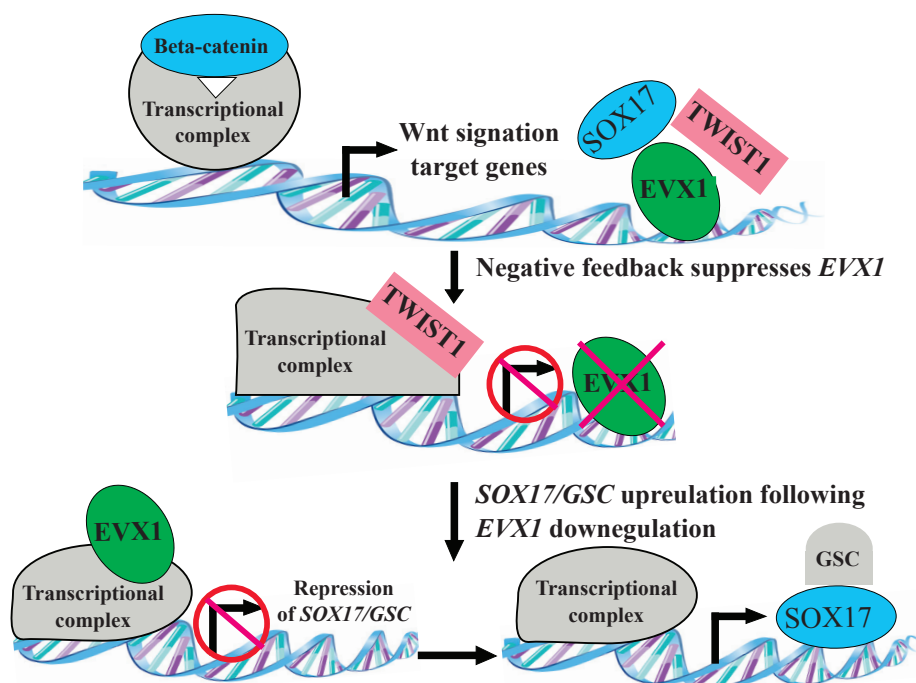 Beta-catenin
Transcriptional
complex
Wnt signation
target genes
SOX17
TWIST1
EVX1
Negative feedback suppresses EVX1
Transcriptional
complex
TWIST1
EVX1
SOX17/GSC upreulation following
EVX1 downegulation
EVX1
Transcriptional
complex
Repression
of SOX17/GSC
Transcriptional
complex
GSC
SOX17